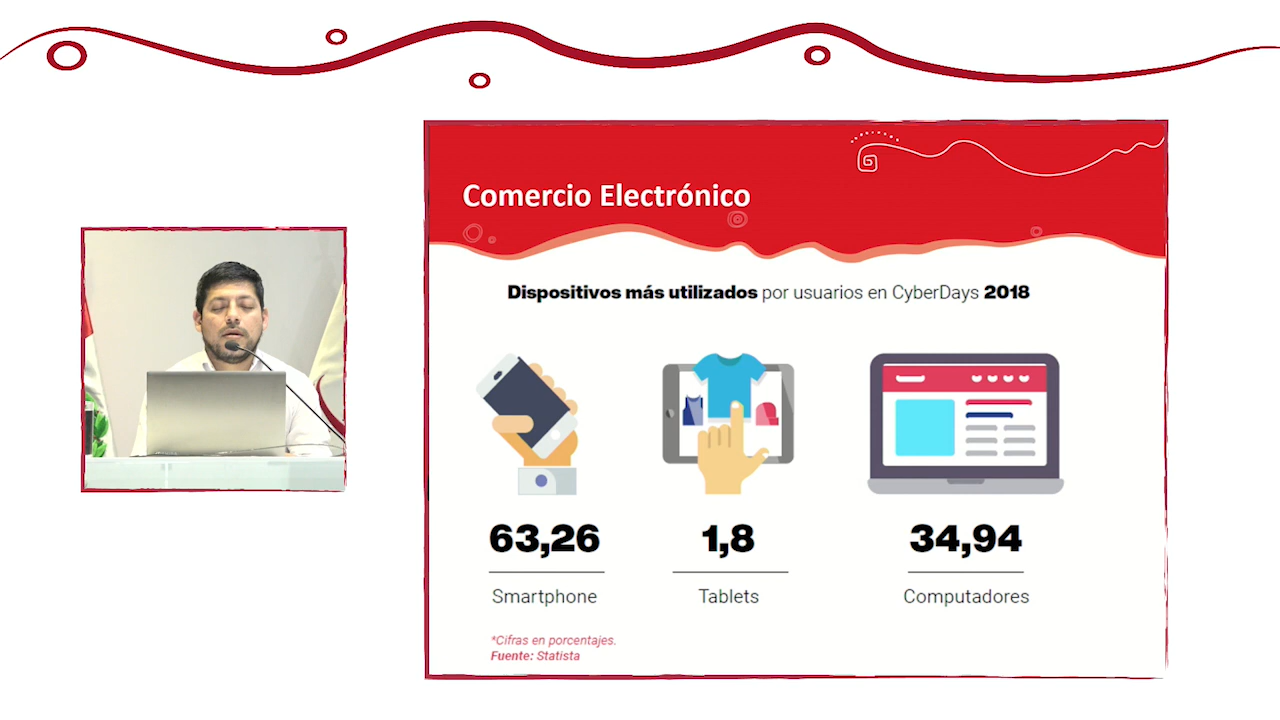 Comercio Electrónico
Dispositivos más utilizados por usuarios en CyberDays 2018
63,26
1,8
34,94
Smartphone
Tablets
Computadores
*Cifras en porcentajes.
Fuente: Statista